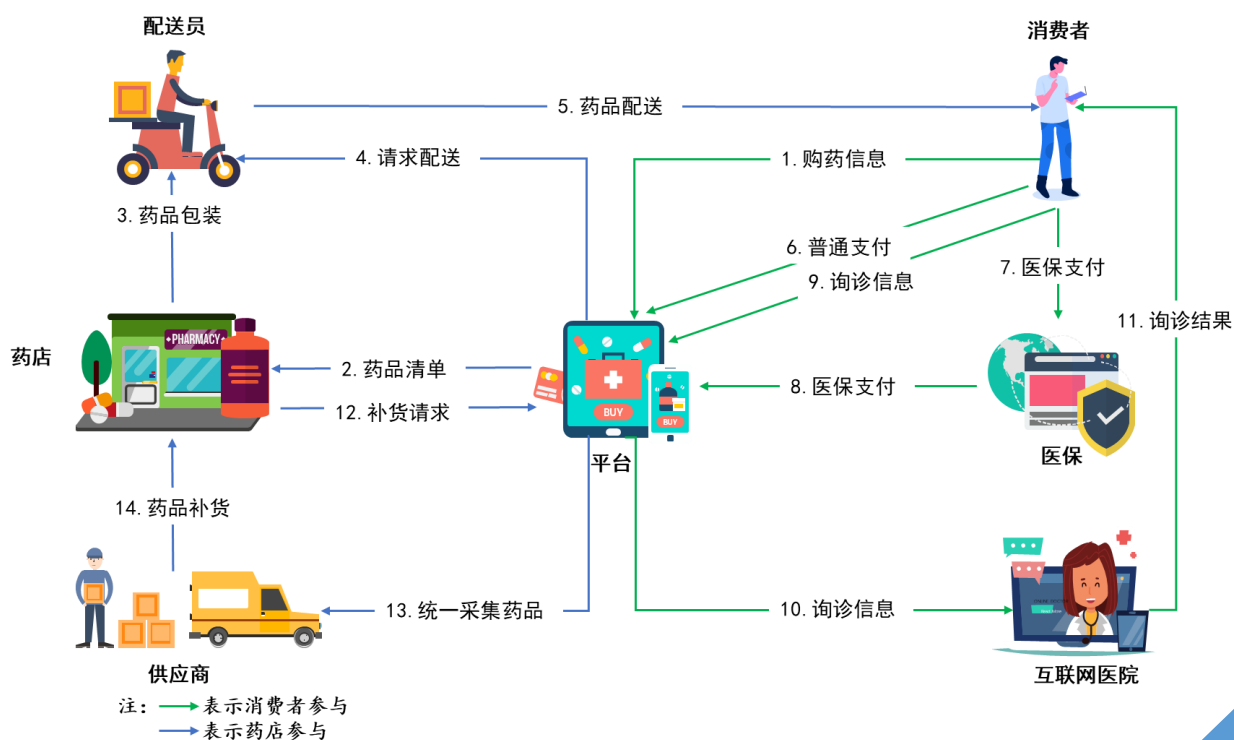 配送员
消费者
5.药品配送
4.请求配送
1.购药信息
3.药品包装
6.普通支付
7.医保支付
9.询诊信息
11.询诊结果
PHARMACY
药店
2.药品清单
8.医保支付
12.补货请求
BUY
BUY
医保
平台
14.药品补货
13.统一采集药品
10.询诊信息
供应商
互联网医院
注:表示消费者参与
表示药店参与